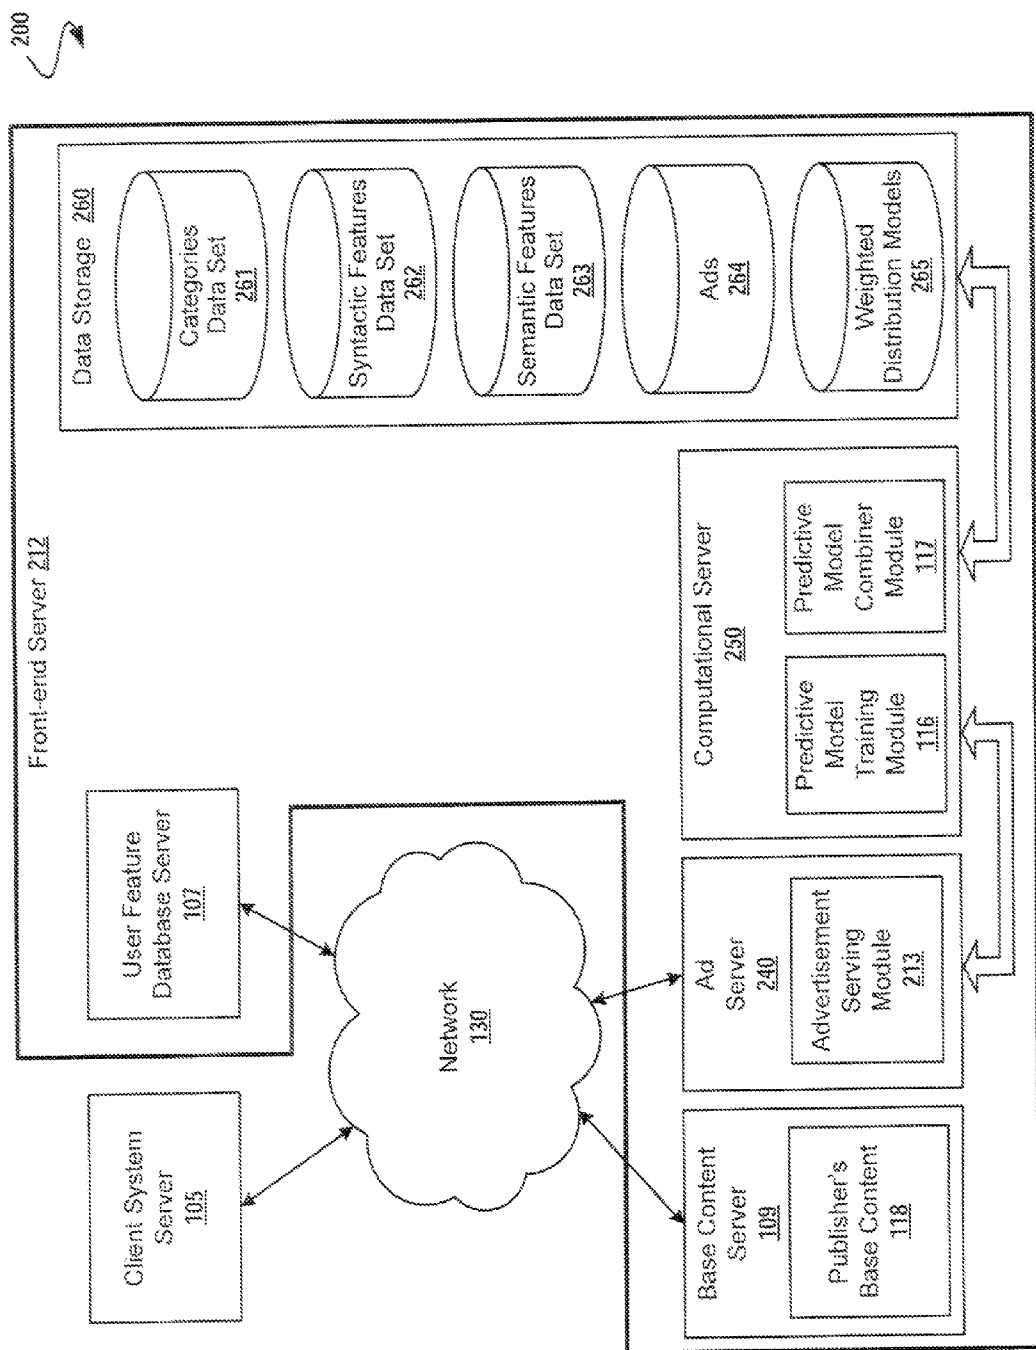 200
Front-end Server 212
Client System
Server
105
User Feature
Database Server
107
Network
130
Data Storage 260
Categories
Data Set
261
Syntactic Features
Data Set
262
Semantic Features
Data Set
263
Ads
264
Weighted
Distribution Models
265
Base Content
Server
109
Publisher's
Base Content
118
Ad
Server
240
Advertisement
Serving Module
213
Computational Server
250
Predictive
Model
Training
Module
116
Predictive
Model
Combiner
Module
117